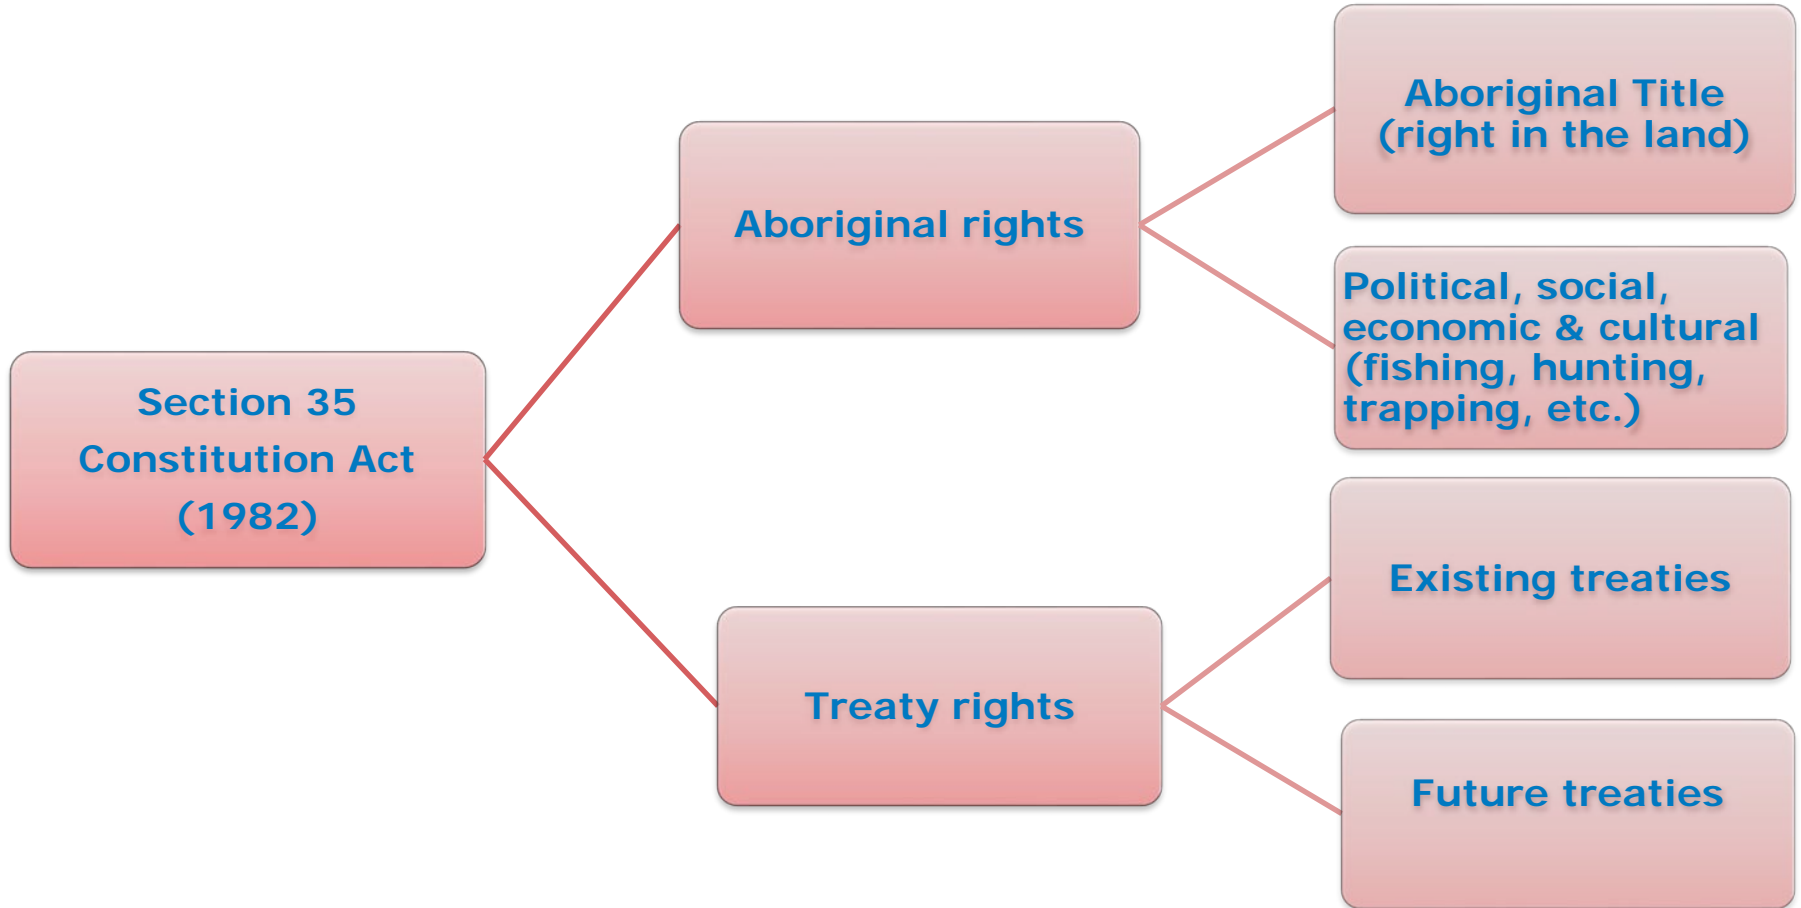 Section 35
Constitution Act
(1982)
Aboriginal rights
Treaty rights
Aboriginal Title
(right in the land)
Political, social,
economic & cultural
(fishing, hunting,
trapping, etc.)
Existing treaties
Future treaties